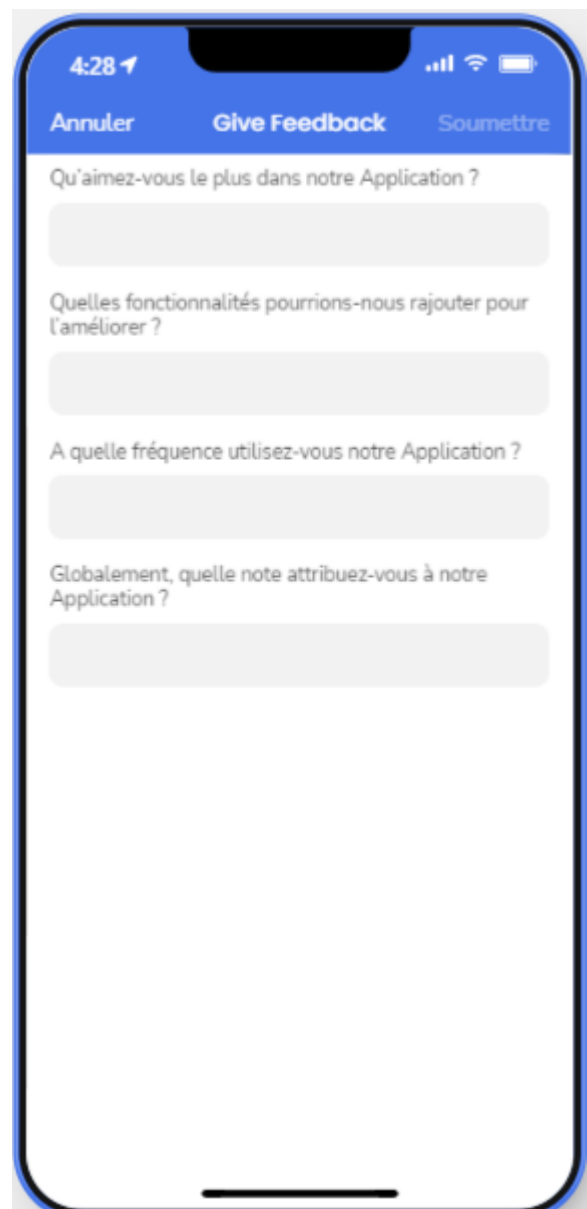 4:28
Annuler Give Feedback Soumettre
Qu'aimez-vous le plus dans notre Application ?
Quelles fonctionnalités pourrions-nous rajouter pour
l'améliorer ?
A quelle fréquence utilisez-vous notre Application ?
Globalement, quelle note attribuez-vous à notre
Application ?